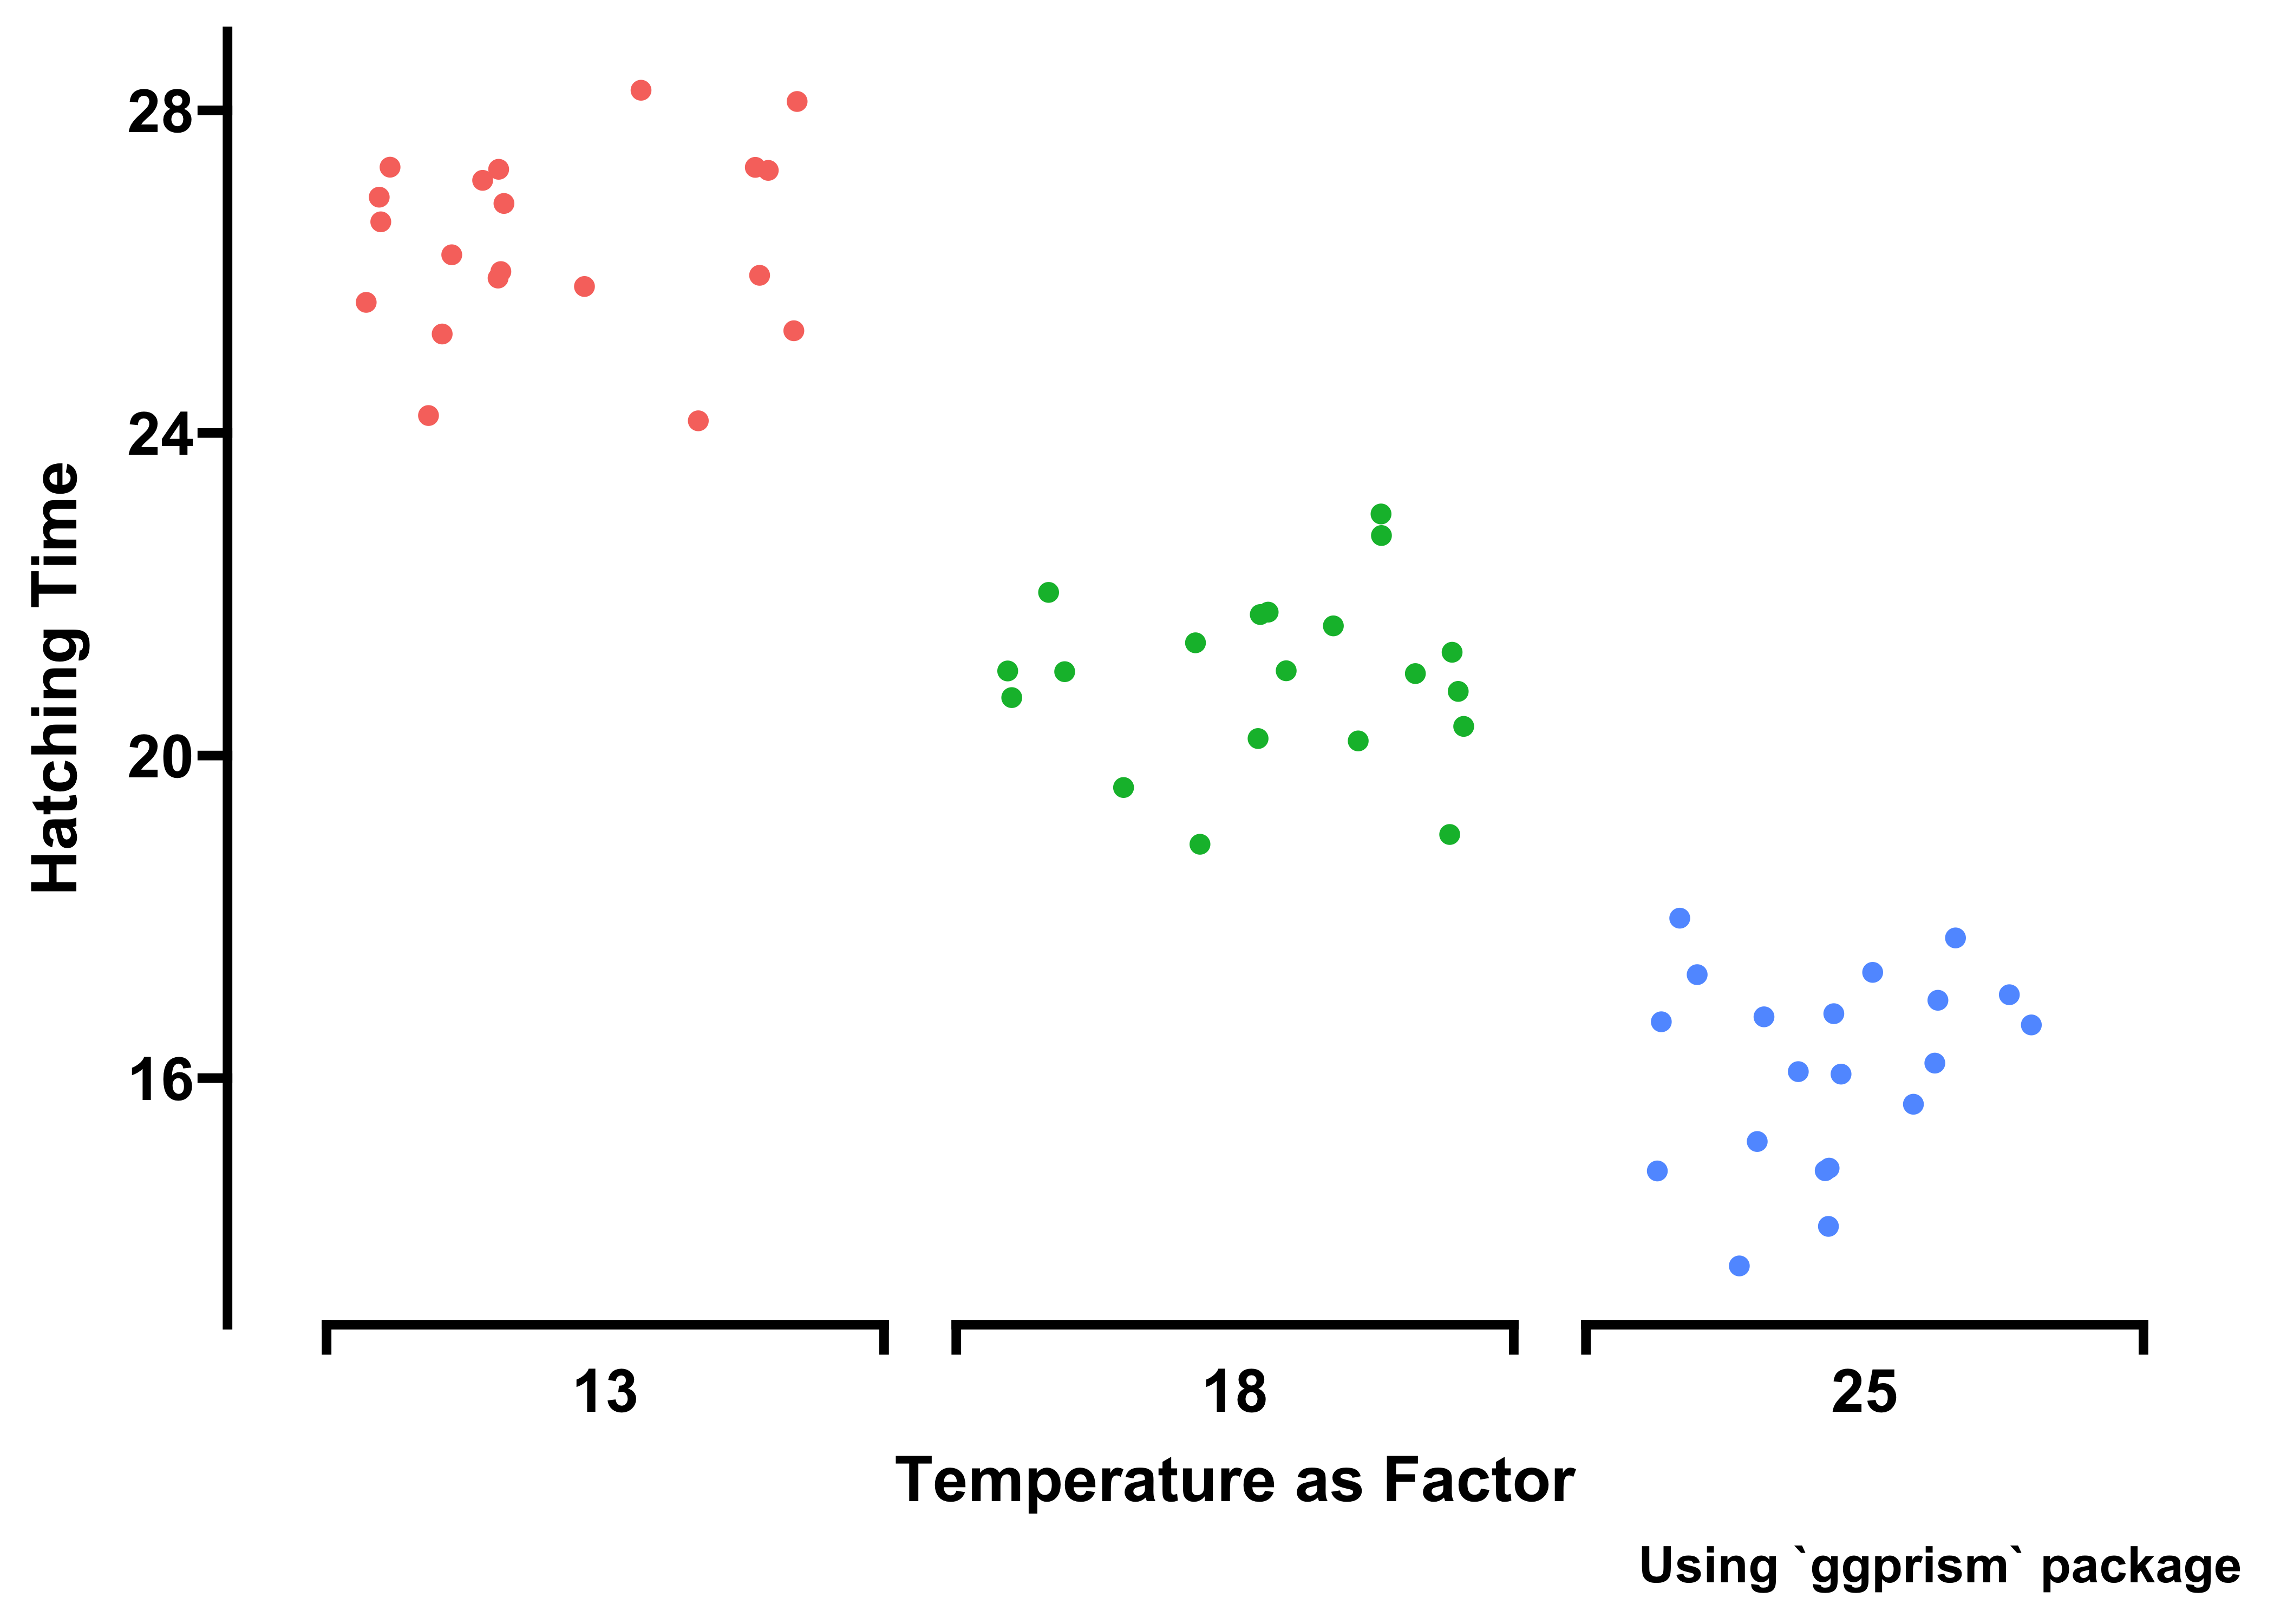 28
24
20
16
Hatching Time
13
18
25
Temperature as Factor
Using `ggprism` package